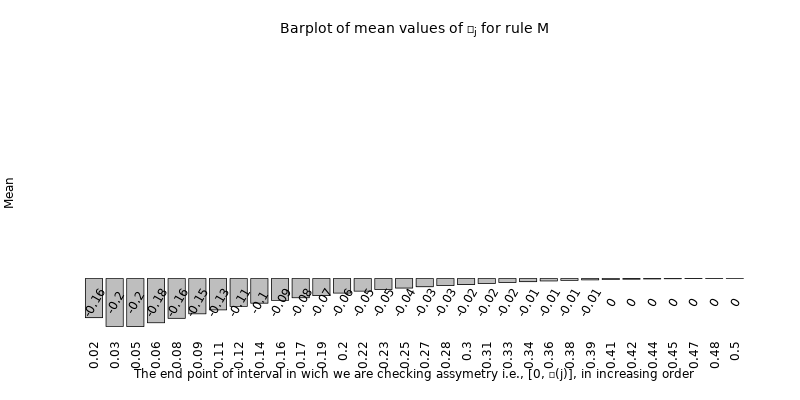 Barplot of mean values of □j for rule M
Mean
-0.16 -0.2 -0.2 -0.18 -0.16 -0.15 -0.13 -0.11 -0.1 -0.09 -0.08 -0.07 -0.06 -0.05 -0.05 -0.04 -0.03 -0.03 -0.02 -0.02 -0.02 -0.01 -0.01 -0.01 -0.01 0 0 0 0 0 0 0
0.02 0.03 0.05 0.06 0.08 0.09 0.11 0.12 0.14 0.16 0.17 0.19 0.2 0.22 0.23 0.25 0.27 0.28 0.3 0.31 0.33 0.34 0.36 0.38 0.39 0.41 0.42 0.44 0.45 0.47 0.48 0.5
The end point of interval in wich we are checking assymetry i.e., [0, □(j)], in increasing order